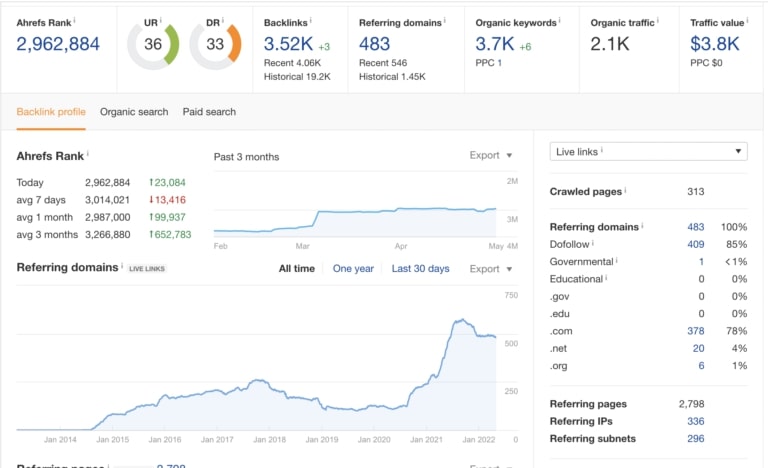 Ahrefs Rank i
2,962,884
UR i
36
DR i
33
Backlinks i
3.52K +3
Recent 4.06K
Historical 19.2K
Referring domains i
483
Recent 546
Historical 1.45K
Organic keywords i
3.7K +6
PPC 1
Organic traffic i
2.1K
Traffic value i
$3.8K
PPC $0
Backlink profile Organic search Paid search
Ahrefs Rank i
Today 2,962,884 ↑23,084
avg 7 days 3,014,021 ↓13,416
avg 1 month 2,987,000 ↑99,937
avg 3 months 3,266,880 ↑652,783
Past 3 months Export ▼
2M
3M
4M
Feb Mar Apr May
Referring domains i LIVE LINKS All time One year Last 30 days Export ▼
750
500
250
0
Jan 2014 Jan 2015 Jan 2016 Jan 2017 Jan 2018 Jan 2019 Jan 2020 Jan 2021 Jan 2022
Referring pages i 2,798 Export ▼
Live links i ▼
Crawled pages i 313
Referring domains i 483 100%
Dofollow i 409 85%
Governmental i 1 <1%
Educational i 0 0%
.gov 0 0%
.edu 0 0%
.com 378 78%
.net 20 4%
.org 6 1%
Referring pages 2,798
Referring IPs 336
Referring subnets 296